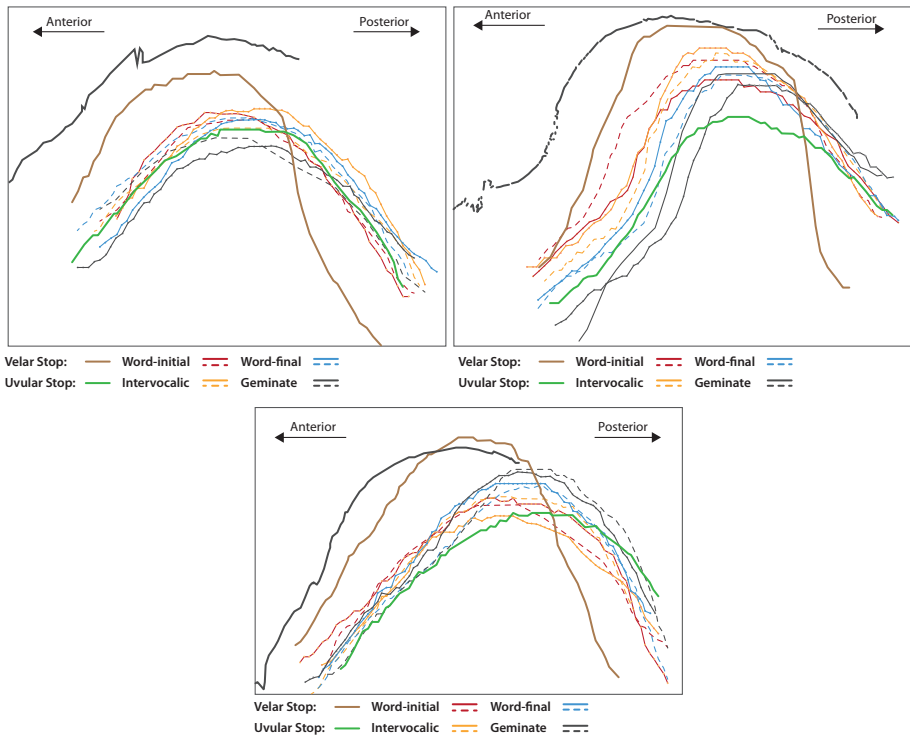 Anterior Posterior
Anterior Posterior
Velar Stop: Word-initial Word-final
Uvular Stop: Intervocalic Geminate
Velar Stop: Word-initial Word-final
Uvular Stop: Intervocalic Geminate
Anterior Posterior
Velar Stop: Word-initial Word-final
Uvular Stop: Intervocalic Geminate